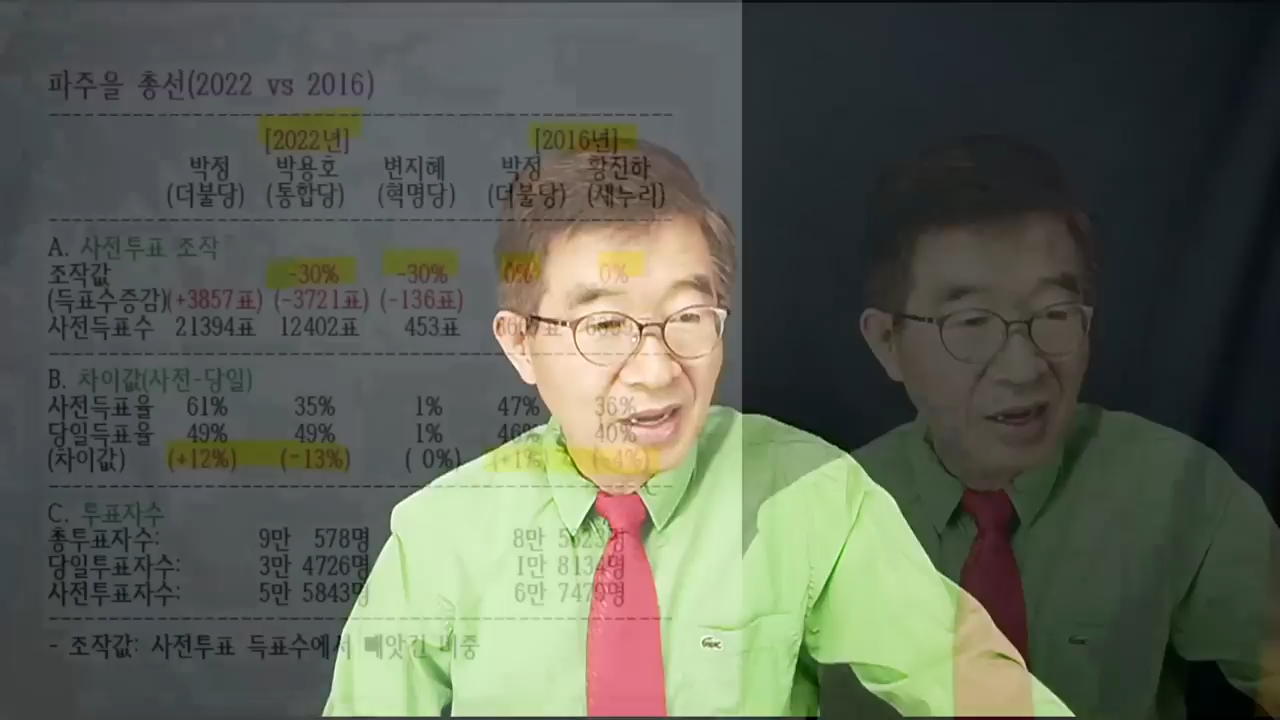 파주을 총선(2022 vs 2016)
[2022년] [2016년]
박정 박용호 변지혜 박정 황진하
(더불당) (통합당) (혁명당) (더불당) (새누리)
A. 사전투표 조작
조작값 -30% -30% 0% 0%
(득표수증감)(+3857표) (-3721표) (-136표)
사전득표수 21394표 12402표 453표
B. 차이값(사전-당일)
사전득표율 61% 35% 1% 47% 36%
당일득표율 49% 49% 1% 46% 40%
(차이값) (+12%) (-13%) ( 0%) (+1%) (-4%)
C. 투표자수
총투표자수: 9만 578명 8만
당일투표자수: 3만 4726명 1만 8134명
사전투표자수: 5만 5843명 6만 7479명
- 조작값: 사전투표 득표수에서 빼앗긴 비중